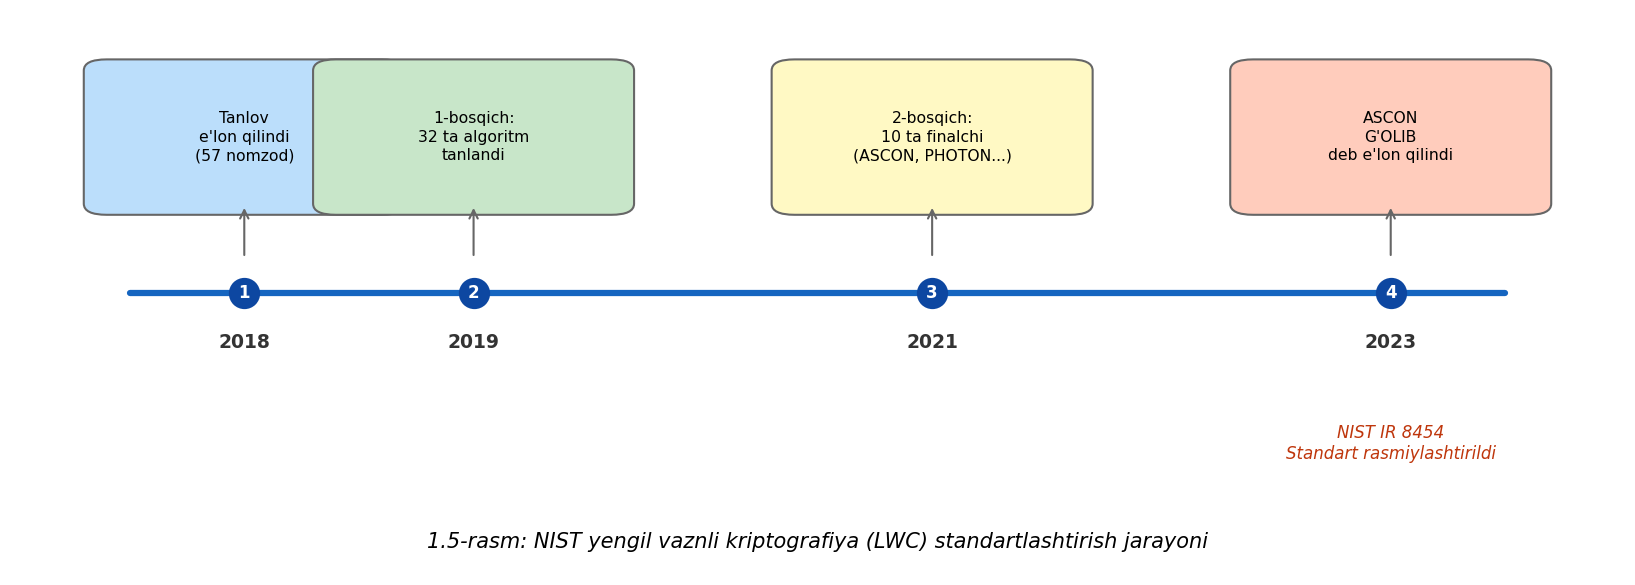 Tanlov
e'lon qilindi
(57 nomzod)
1-bosqich:
32 ta algoritm
tanlandi
2-bosqich:
10 ta finalchi
(ASCON, PHOTON...)
ASCON
G'OLIB
deb e'lon qilindi
1
2
3
4
2018
2019
2021
2023
NIST IR 8454
Standart rasmiylashtirildi
1.5-rasm: NIST yengil vaznli kriptografiya (LWC) standartlashtirish jarayoni